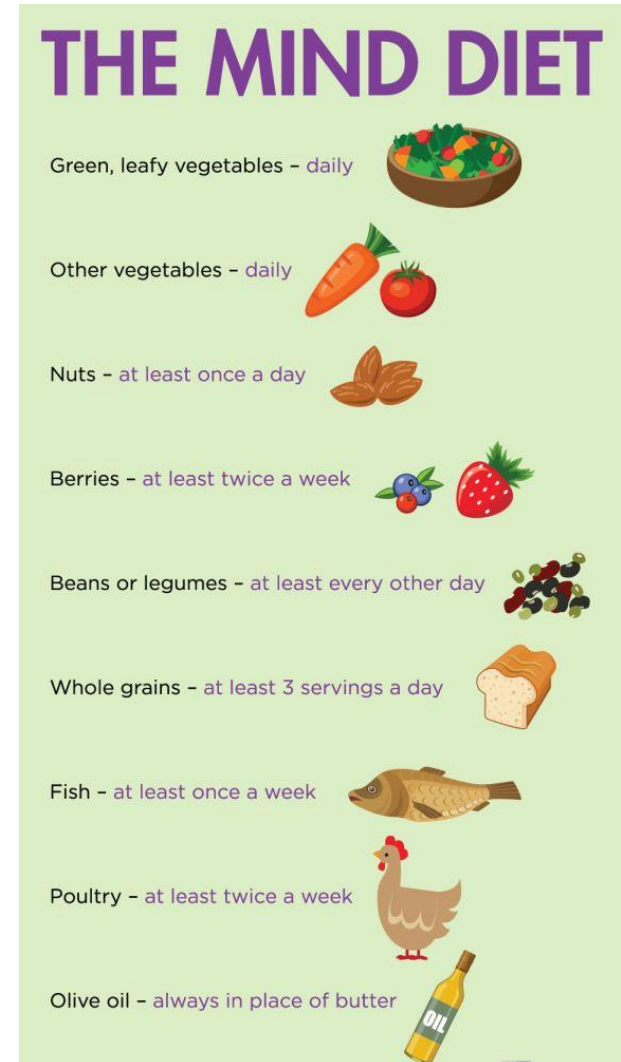 THE MIND DIET
Green, leafy vegetables – daily
Other vegetables – daily
Nuts – at least once a day
Berries – at least twice a week
Beans or legumes – at least every other day
Whole grains – at least 3 servings a day
Fish – at least once a week
Poultry – at least twice a week
Olive oil – always in place of butter
OIL